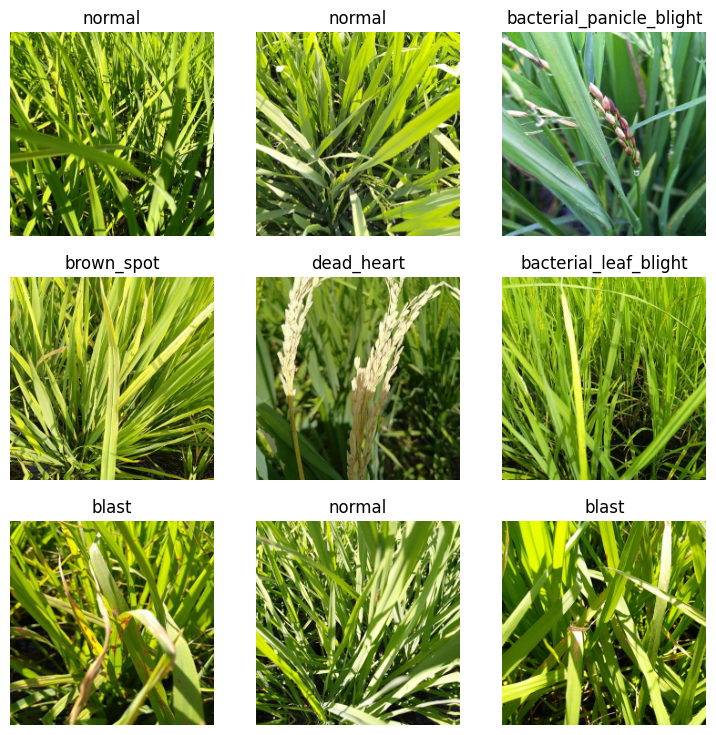 normal
normal
bacterial_panicle_blight
brown_spot
dead_heart
bacterial_leaf_blight
blast
normal
blast